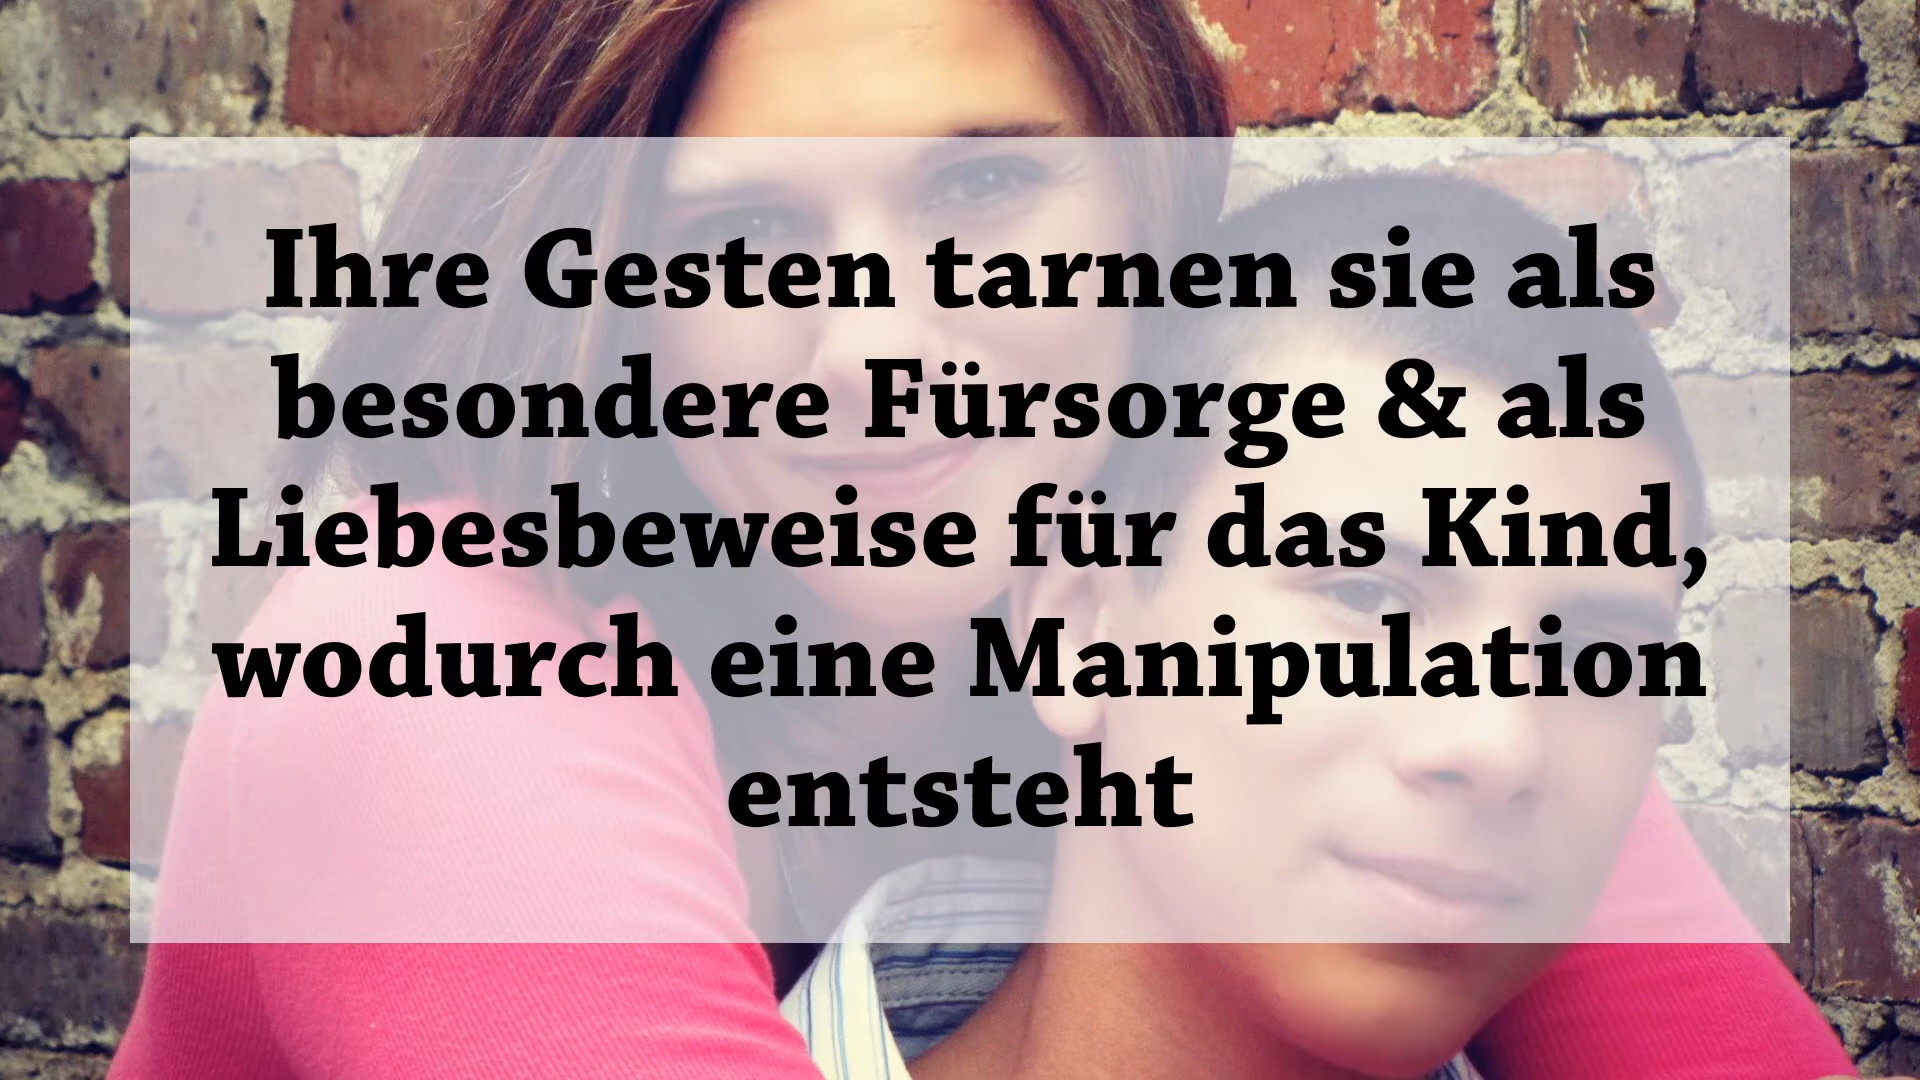 Ihre Gesten tarnen sie als
besondere Fürsorge & als
Liebesbeweise für das Kind,
wodurch eine Manipulation
entsteht